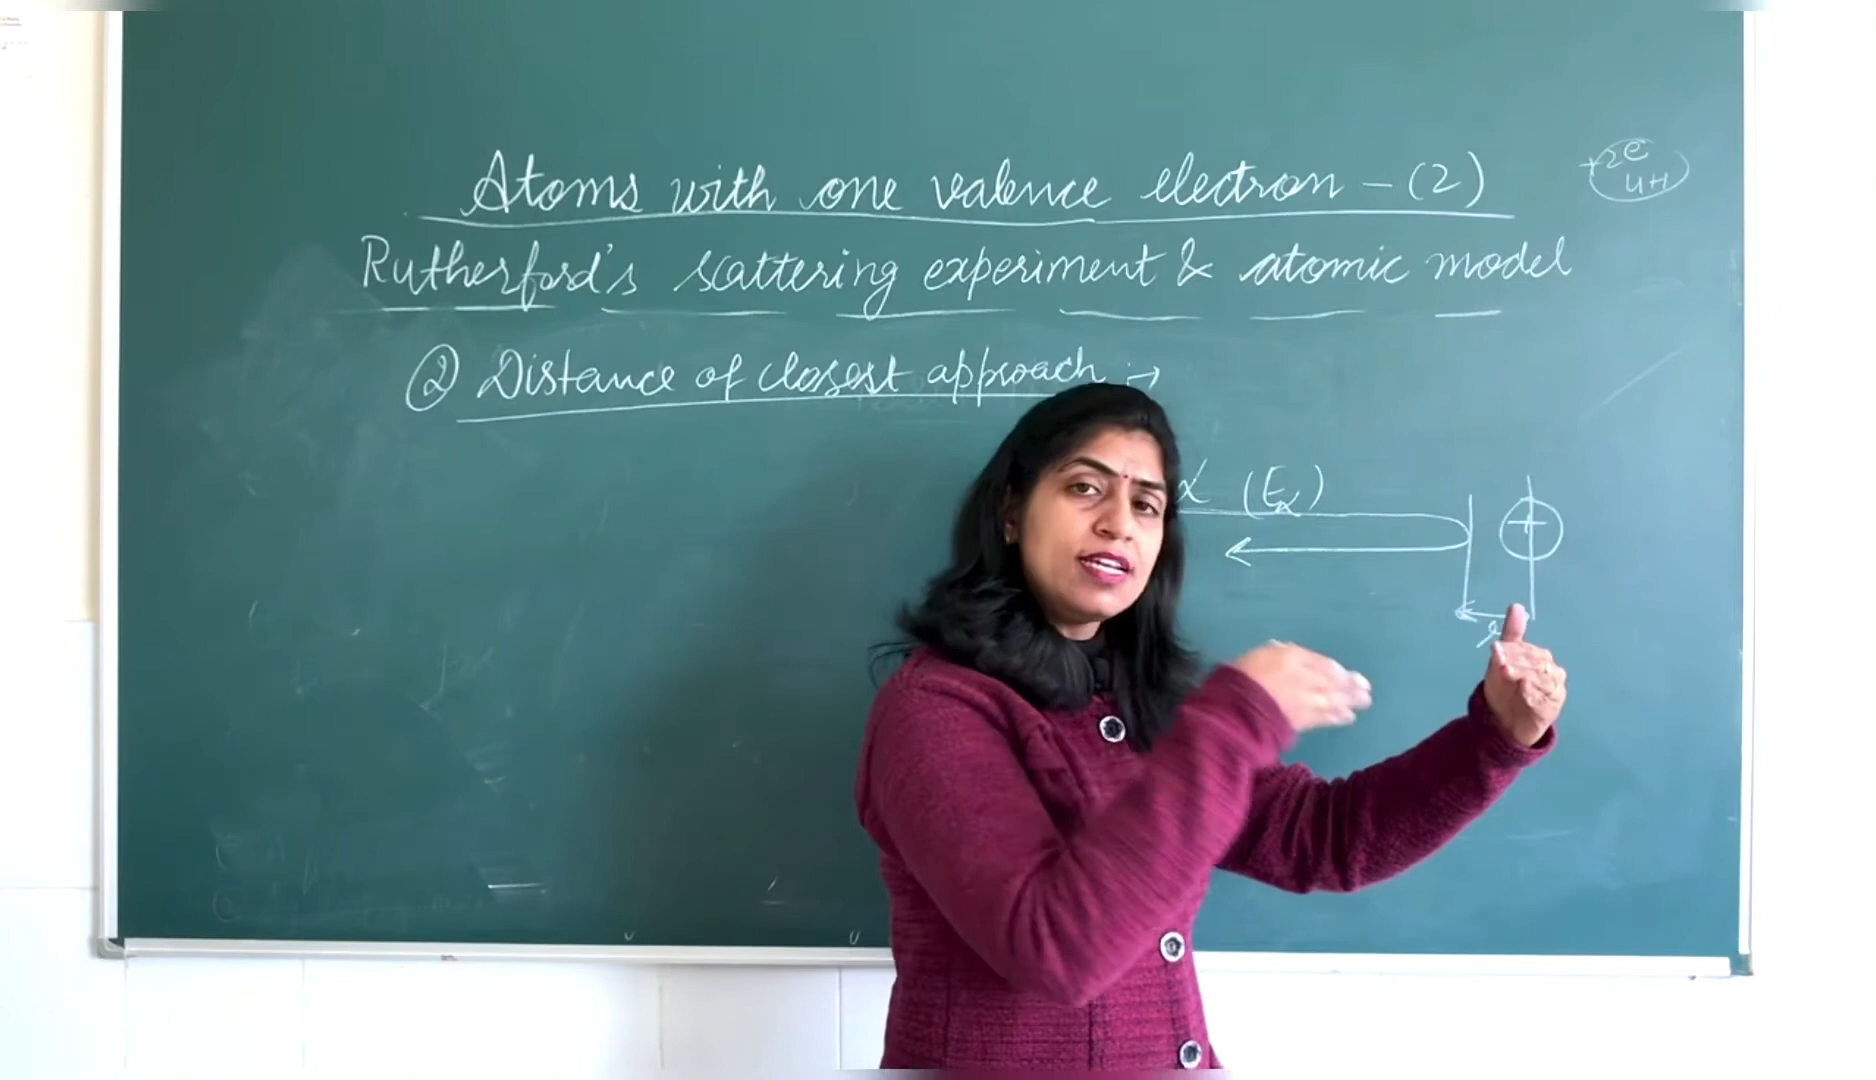 Atoms with one valence electron - (2)
+2e
4H
Rutherford's scattering experiment & atomic model
② Distance of closest approach :→
α (Eα)
+